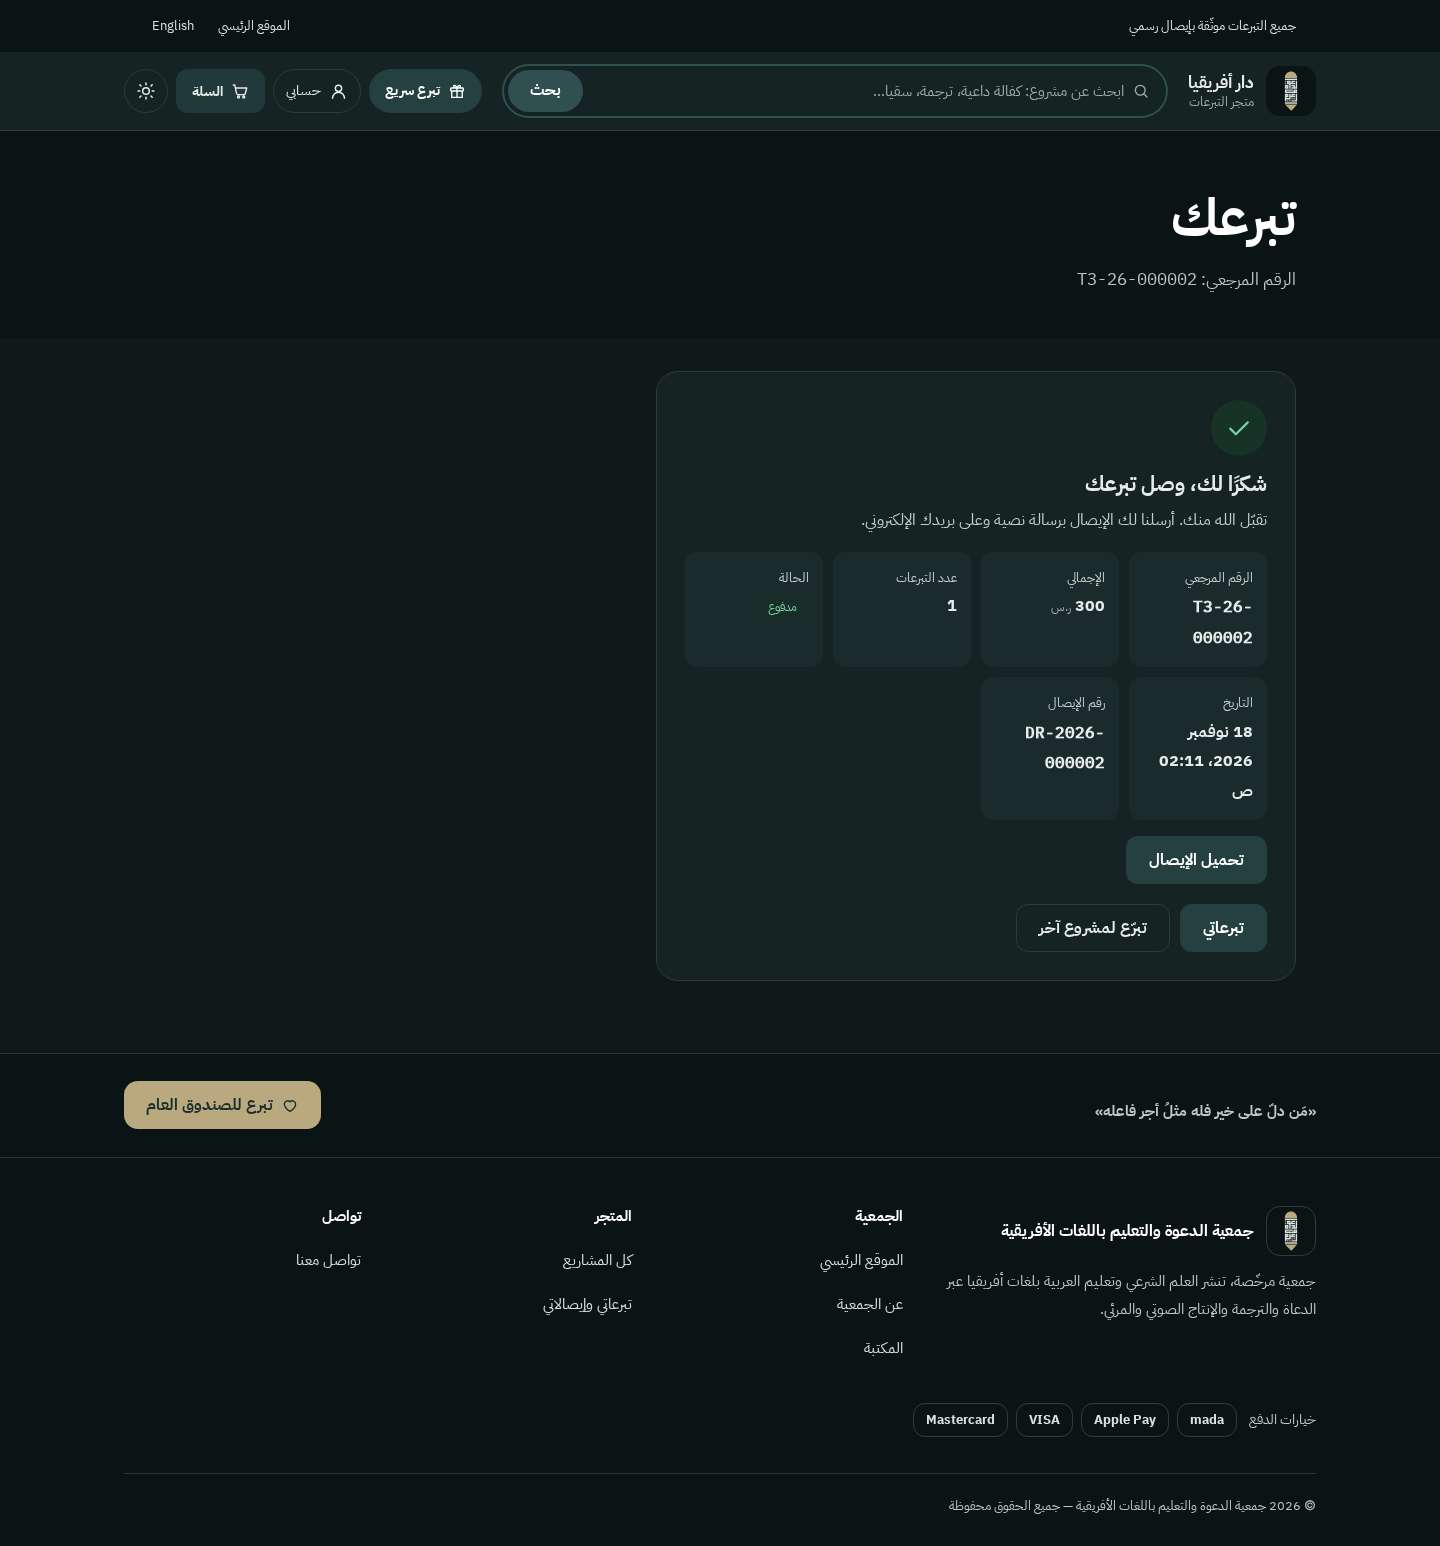 جميع التبرعات موثّقة بإيصال رسمي
الموقع الرئيسي
English
دار أفريقيا
متجر التبرعات
ابحث عن مشروع: كفالة داعية، ترجمة، سقيا...
بحث
تبرع سريع
حسابي
السلة
تبرعك
الرقم المرجعي: T3-26-000002
شكرًا لك، وصل تبرعك
تقبّل الله منك. أرسلنا لك الإيصال برسالة نصية وعلى بريدك الإلكتروني.
الرقم المرجعي
T3-26-
000002
الإجمالي
300 ر.س
عدد التبرعات
1
الحالة
مدفوع
التاريخ
18 نوفمبر
2026، 02:11
ص
رقم الإيصال
DR-2026-
000002
تحميل الإيصال
تبرعاتي
تبرّع لمشروع آخر
«مَن دلّ على خير فله مثلُ أجر فاعله»
تبرع للصندوق العام
جمعية الدعوة والتعليم باللغات الأفريقية
جمعية مرخّصة، تنشر العلم الشرعي وتعليم العربية بلغات أفريقيا عبر
الدعاة والترجمة والإنتاج الصوتي والمرئي.
الجمعية
الموقع الرئيسي
عن الجمعية
المكتبة
المتجر
كل المشاريع
تبرعاتي وإيصالاتي
تواصل
تواصل معنا
خيارات الدفع
mada
Apple Pay
VISA
Mastercard
© 2026 جمعية الدعوة والتعليم باللغات الأفريقية — جميع الحقوق محفوظة